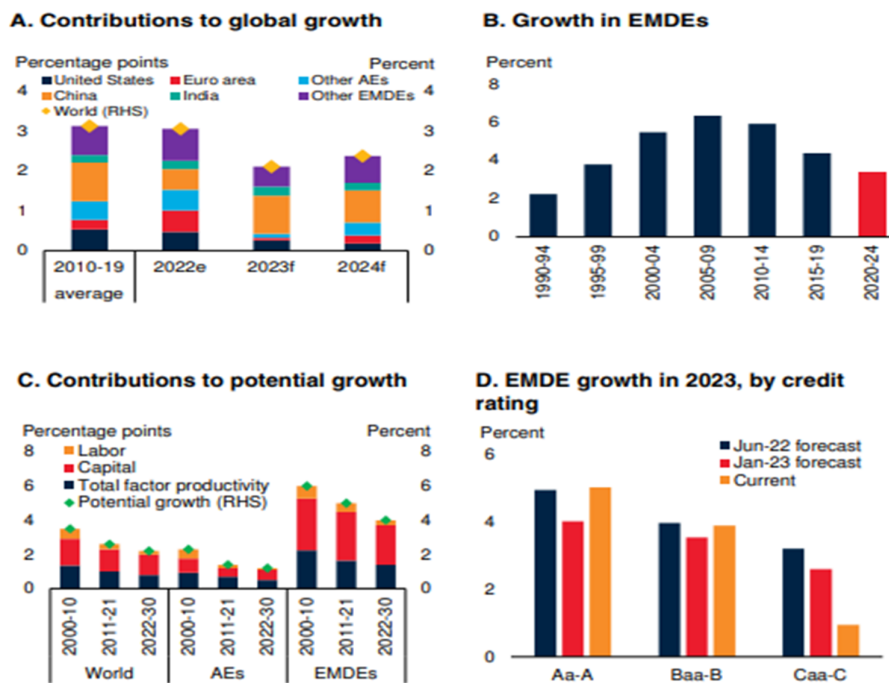 A. Contributions to global growth
Percentage points Percent
United States Euro area Other AEs
China India Other EMDEs
World (RHS)
4 4
3 3
2 2
1 1
0 0
2010-19 2022e 2023f 2024f
average
B. Growth in EMDEs
Percent
8
6
4
2
0
1990-94 1995-99 2000-04 2005-09 2010-14 2015-19 2020-24
C. Contributions to potential growth
Percentage points Percent
8 8
Labor
Capital
6 6
Total factor productivity
Potential growth (RHS)
4 4
2 2
0 0
2000-10 2011-21 2022-30 2000-10 2011-21 2022-30 2000-10 2011-21 2022-30
World AEs EMDEs
D. EMDE growth in 2023, by credit
rating
Percent
6
Jun-22 forecast
Jan-23 forecast
Current
4
2
0
Aa-A Baa-B Caa-C